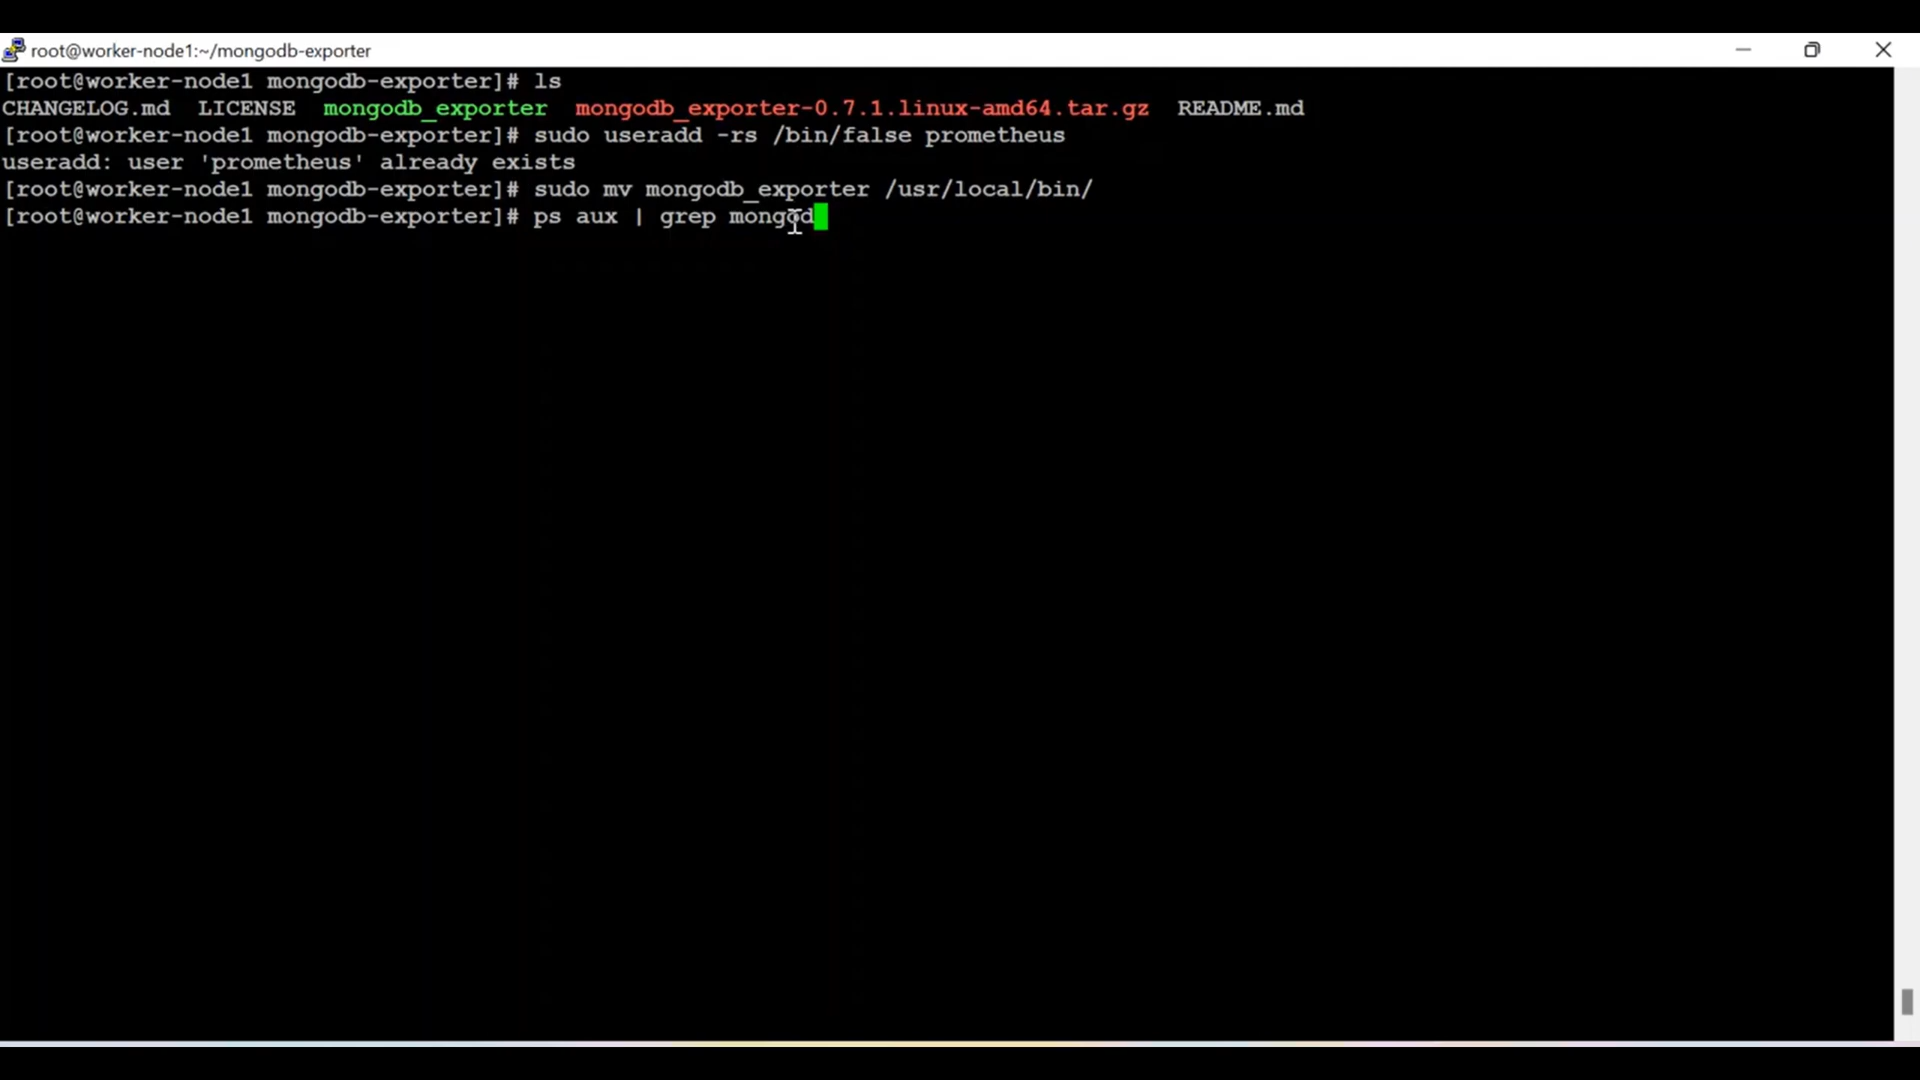 root@worker-node1:~/mongodb-exporter
[root@worker-node1 mongodb-exporter]# ls
CHANGELOG.md  LICENSE  mongodb_exporter  mongodb_exporter-0.7.1.linux-amd64.tar.gz  README.md
[root@worker-node1 mongodb-exporter]# sudo useradd -rs /bin/false prometheus
useradd: user 'prometheus' already exists
[root@worker-node1 mongodb-exporter]# sudo mv mongodb_exporter /usr/local/bin/
[root@worker-node1 mongodb-exporter]# ps aux | grep mongod